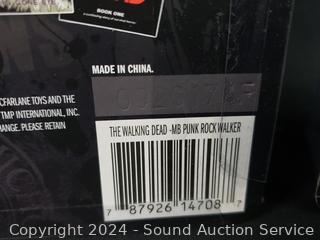 BOOK ONE
MADE IN CHINA.
MCFARLANE TOYS AND THE
TMP INTERNATIONAL, INC.
CHANGE. PLEASE RETAIN
THE WALKING DEAD -MB PUNK ROCK WALKER
7 87926 14708 7
Copyright 2024 - Sound Auction Service